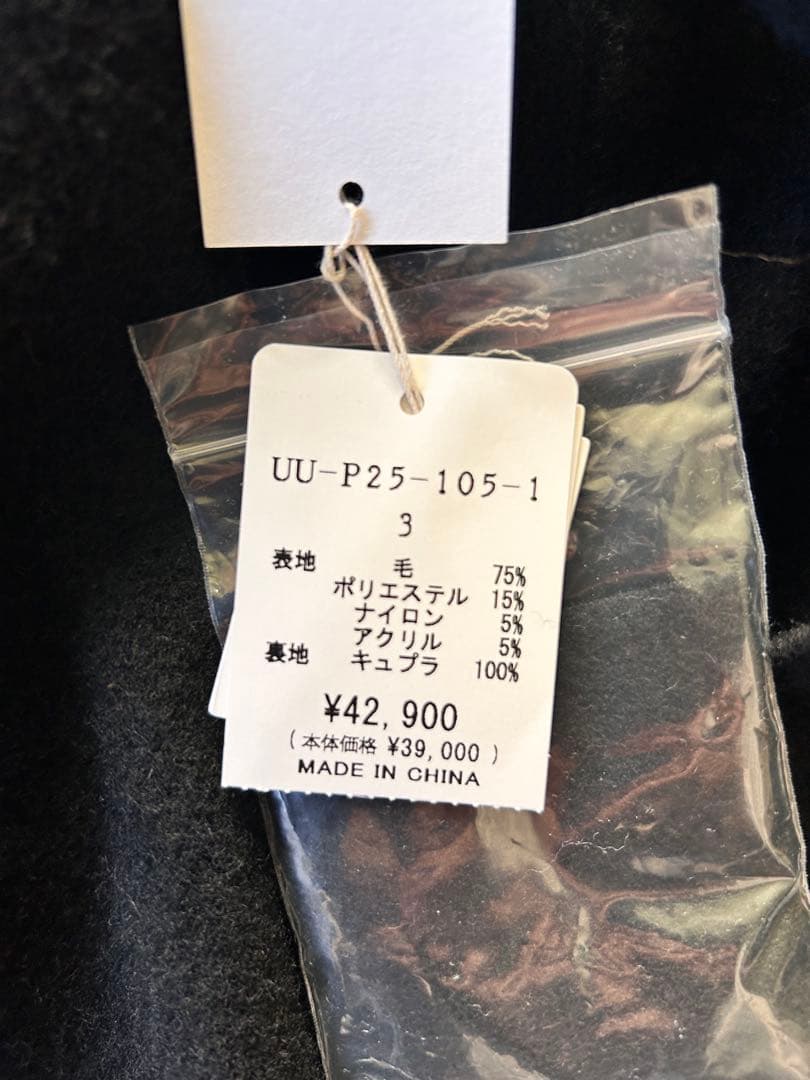 UU-P25-105-1
3
表地 毛 75%
ポリエステル 15%
ナイロン 5%
アクリル 5%
裏地 キュプラ 100%
¥42,900
(本体価格 ¥39,000)
MADE IN CHINA